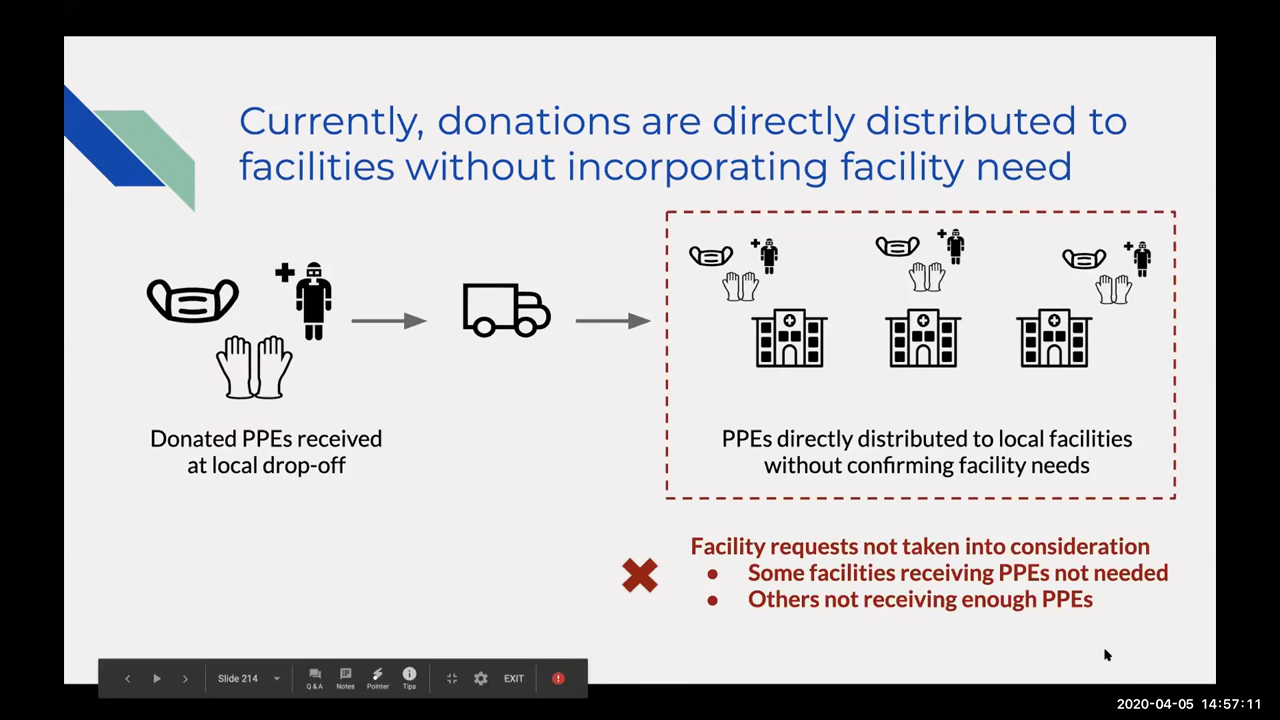 Currently, donations are directly distributed to
facilities without incorporating facility need
Donated PPEs received
at local drop-off
PPEs directly distributed to local facilities
without confirming facility needs
Facility requests not taken into consideration
● Some facilities receiving PPEs not needed
● Others not receiving enough PPEs
Slide 214
Q & A
Notes
Pointer
Tips
EXIT
2020-04-05 14:57:11